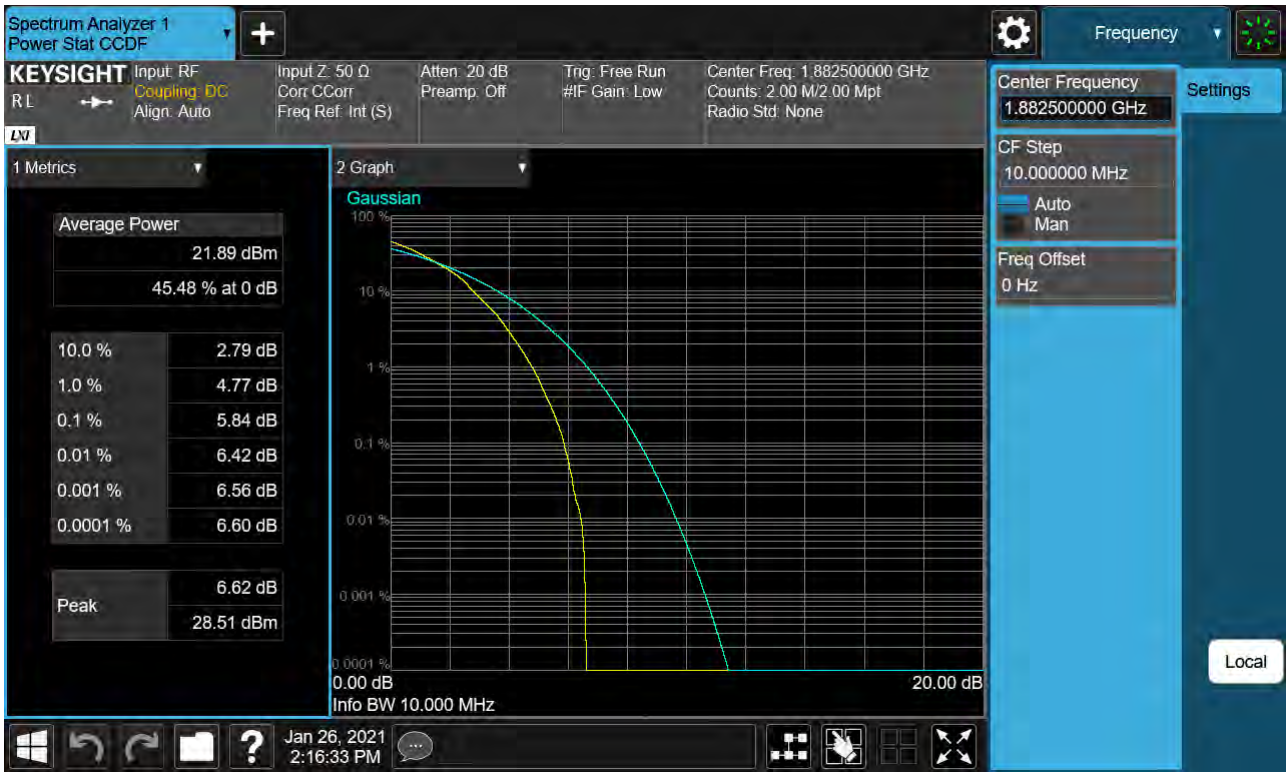 Spectrum Analyzer 1
Power Stat CCDF
Frequency
KEYSIGHT
R L
LXI
Input: RF
Coupling: DC
Align: Auto
Input Z: 50 Ω
Corr CCorr
Freq Ref: Int (S)
Atten: 20 dB
Preamp: Off
Trig: Free Run
#IF Gain: Low
Center Freq: 1.882500000 GHz
Counts: 2.00 M/2.00 Mpt
Radio Std: None
Center Frequency
1.882500000 GHz
Settings
CF Step
10.000000 MHz
Auto
Man
Freq Offset
0 Hz
Local
1 Metrics
Average Power
21.89 dBm
45.48 % at 0 dB
10.0 % 2.79 dB
1.0 % 4.77 dB
0.1 % 5.84 dB
0.01 % 6.42 dB
0.001 % 6.56 dB
0.0001 % 6.60 dB
Peak
6.62 dB
28.51 dBm
2 Graph
Gaussian
100 %
10 %
1 %
0.1 %
0.01 %
0.001 %
0.0001 %
0.00 dB 20.00 dB
Info BW 10.000 MHz
?
Jan 26, 2021
2:16:33 PM